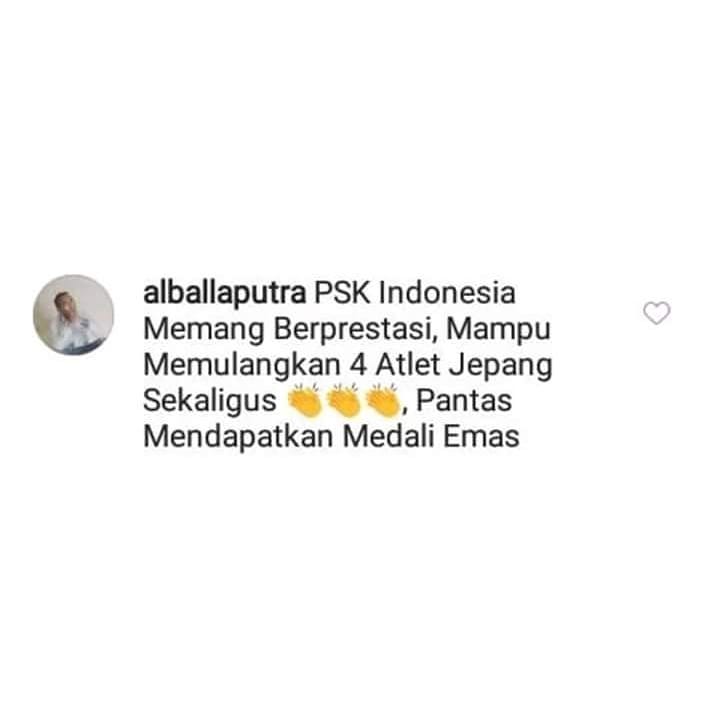 alballaputra PSK Indonesia
Memang Berprestasi, Mampu
Memulangkan 4 Atlet Jepang
Sekaligus 👏👏👏, Pantas
Mendapatkan Medali Emas